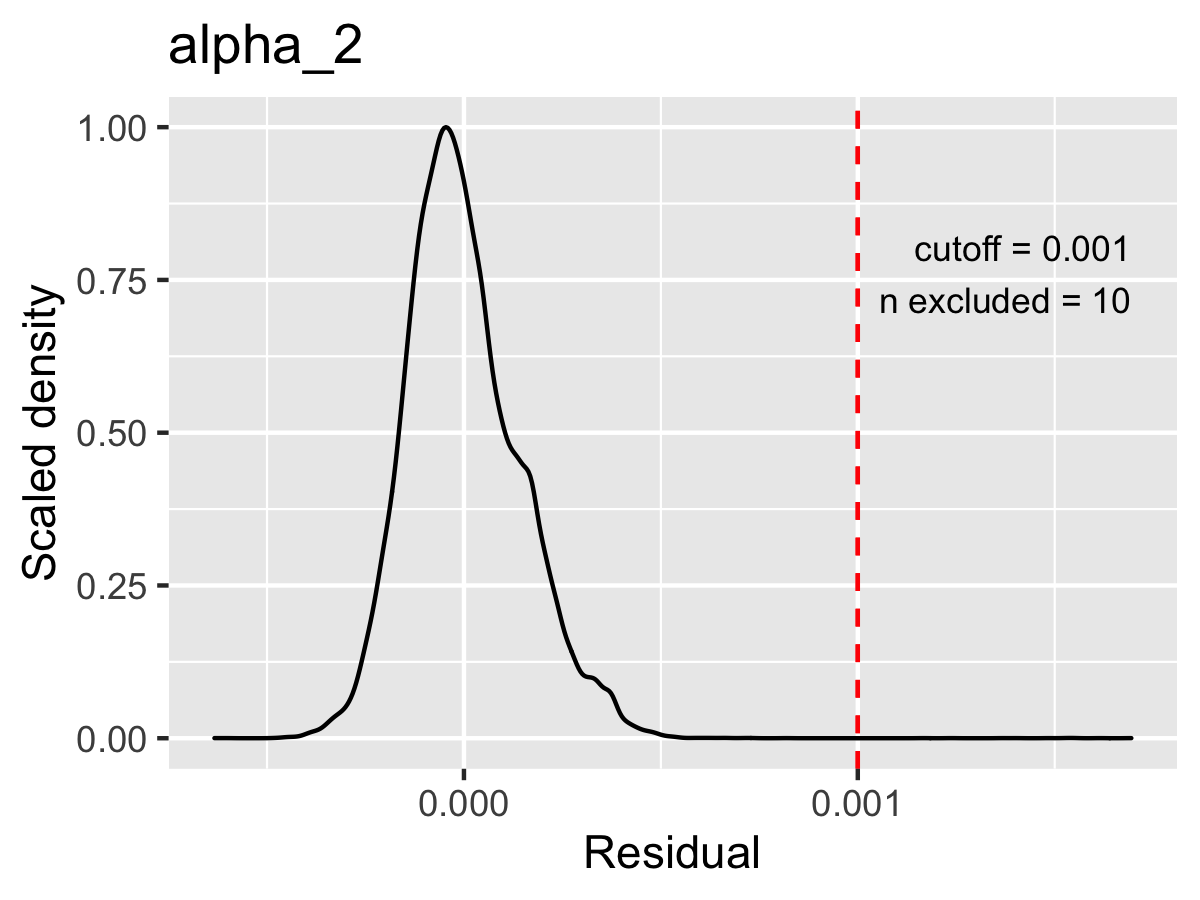 alpha_2
1.00
0.75
0.50
0.25
0.00
Scaled density
cutoff = 0.001
n excluded = 10
0.000
0.001
Residual